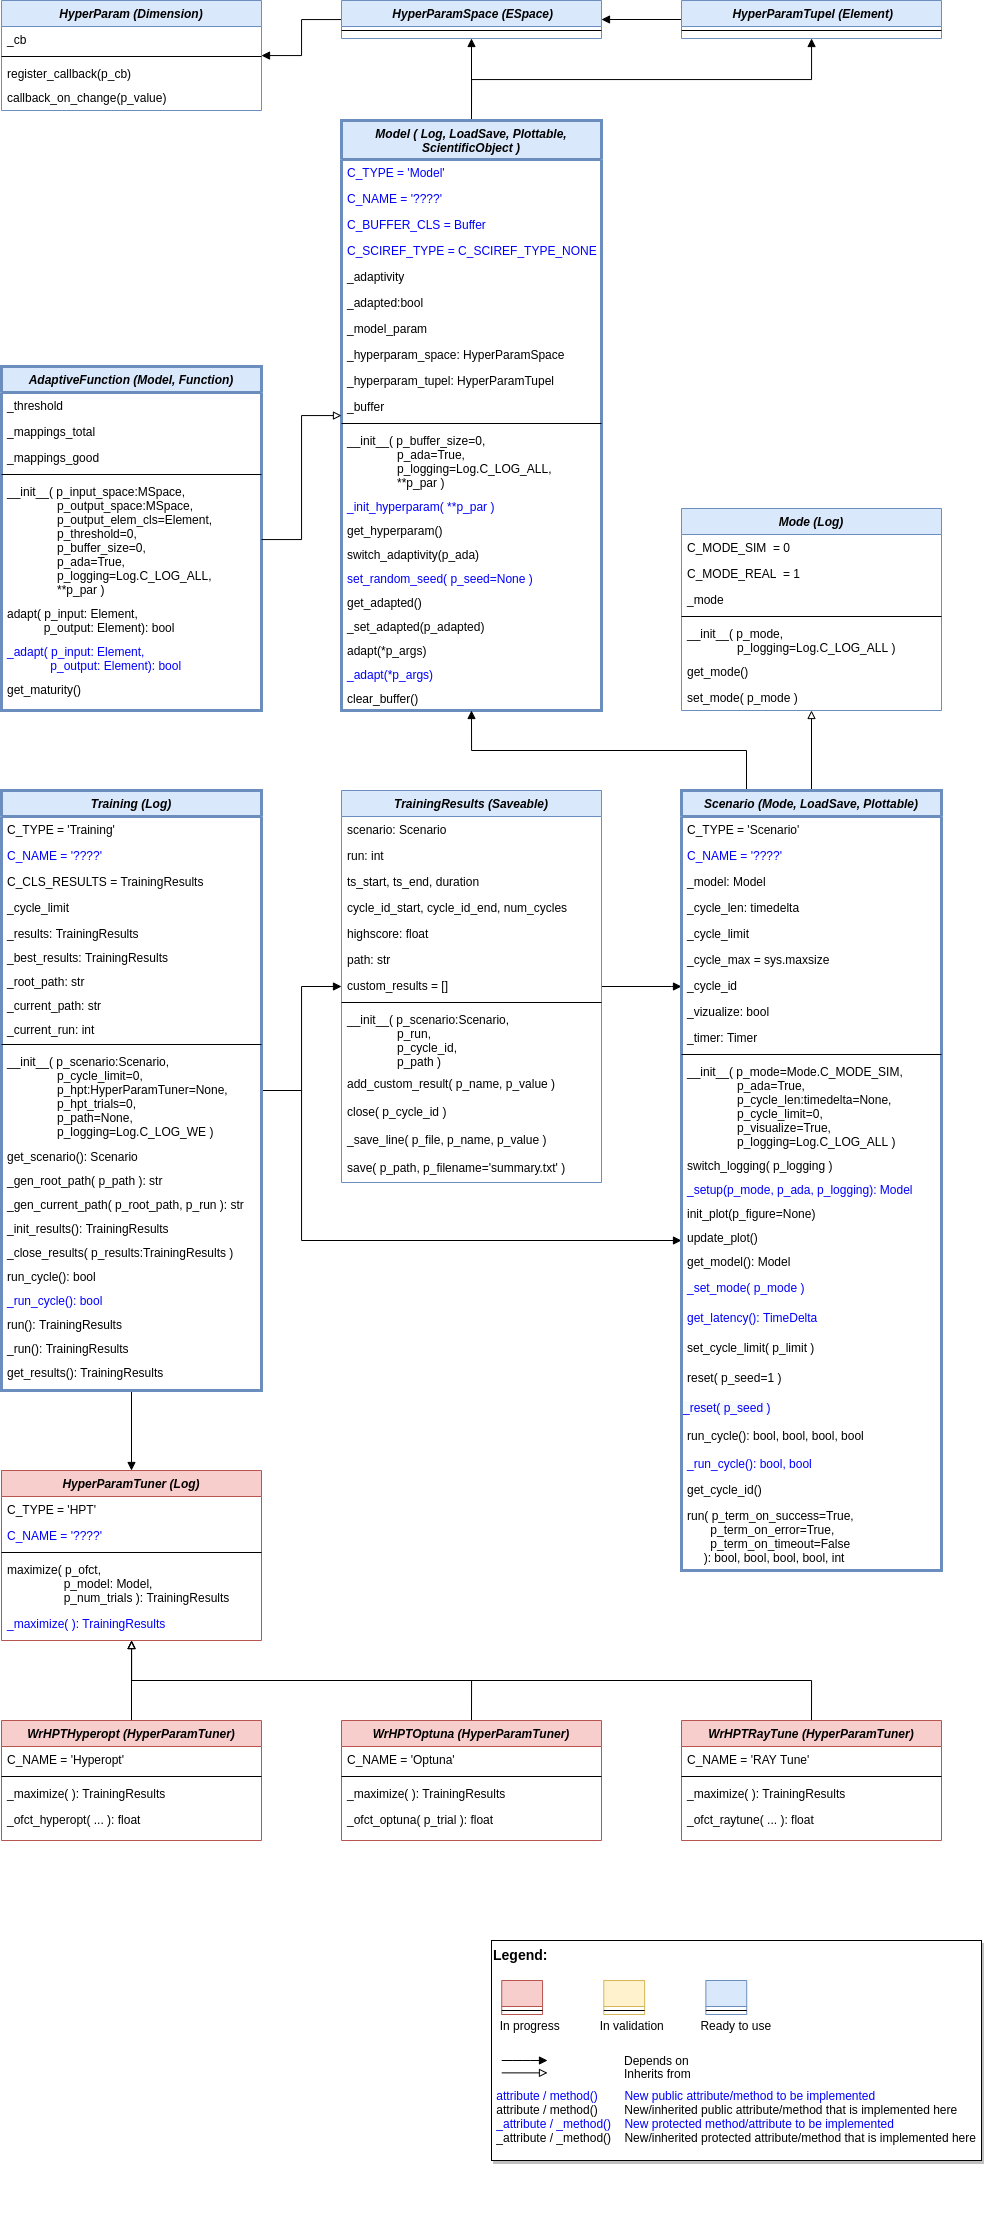 HyperParam (Dimension)
_cb
register_callback(p_cb)
callback_on_change(p_value)
HyperParamSpace (ESpace)
HyperParamTupel (Element)
Model ( Log, LoadSave, Plottable,
ScientificObject )
C_TYPE = 'Model'
C_NAME = '????'
C_BUFFER_CLS = Buffer
C_SCIREF_TYPE = C_SCIREF_TYPE_NONE
_adaptivity
_adapted:bool
_model_param
_hyperparam_space: HyperParamSpace
_hyperparam_tupel: HyperParamTupel
_buffer
__init__( p_buffer_size=0,
p_ada=True,
p_logging=Log.C_LOG_ALL,
**p_par )
_init_hyperparam( **p_par )
get_hyperparam()
switch_adaptivity(p_ada)
set_random_seed( p_seed=None )
get_adapted()
_set_adapted(p_adapted)
adapt(*p_args)
_adapt(*p_args)
clear_buffer()
AdaptiveFunction (Model, Function)
_threshold
_mappings_total
_mappings_good
__init__( p_input_space:MSpace,
p_output_space:MSpace,
p_output_elem_cls=Element,
p_threshold=0,
p_buffer_size=0,
p_ada=True,
p_logging=Log.C_LOG_ALL,
**p_par )
adapt( p_input: Element,
p_output: Element): bool
_adapt( p_input: Element,
p_output: Element): bool
get_maturity()
Mode (Log)
C_MODE_SIM  = 0
C_MODE_REAL  = 1
_mode
__init__( p_mode,
p_logging=Log.C_LOG_ALL )
get_mode()
set_mode( p_mode )
Training (Log)
C_TYPE = 'Training'
C_NAME = '????'
C_CLS_RESULTS = TrainingResults
_cycle_limit
_results: TrainingResults
_best_results: TrainingResults
_root_path: str
_current_path: str
_current_run: int
__init__( p_scenario:Scenario,
p_cycle_limit=0,
p_hpt:HyperParamTuner=None,
p_hpt_trials=0,
p_path=None,
p_logging=Log.C_LOG_WE )
get_scenario(): Scenario
_gen_root_path( p_path ): str
_gen_current_path( p_root_path, p_run ): str
_init_results(): TrainingResults
_close_results( p_results:TrainingResults )
run_cycle(): bool
_run_cycle(): bool
run(): TrainingResults
_run(): TrainingResults
get_results(): TrainingResults
TrainingResults (Saveable)
scenario: Scenario
run: int
ts_start, ts_end, duration
cycle_id_start, cycle_id_end, num_cycles
highscore: float
path: str
custom_results = []
__init__( p_scenario:Scenario,
p_run,
p_cycle_id,
p_path )
add_custom_result( p_name, p_value )
close( p_cycle_id )
_save_line( p_file, p_name, p_value )
save( p_path, p_filename='summary.txt' )
Scenario (Mode, LoadSave, Plottable)
C_TYPE = 'Scenario'
C_NAME = '????'
_model: Model
_cycle_len: timedelta
_cycle_limit
_cycle_max = sys.maxsize
_cycle_id
_vizualize: bool
_timer: Timer
__init__( p_mode=Mode.C_MODE_SIM,
p_ada=True,
p_cycle_len:timedelta=None,
p_cycle_limit=0,
p_visualize=True,
p_logging=Log.C_LOG_ALL )
switch_logging( p_logging )
_setup(p_mode, p_ada, p_logging): Model
init_plot(p_figure=None)
update_plot()
get_model(): Model
_set_mode( p_mode )
get_latency(): TimeDelta
set_cycle_limit( p_limit )
reset( p_seed=1 )
_reset( p_seed )
run_cycle(): bool, bool, bool, bool
_run_cycle(): bool, bool
get_cycle_id()
run( p_term_on_success=True,
p_term_on_error=True,
p_term_on_timeout=False
): bool, bool, bool, bool, int
HyperParamTuner (Log)
C_TYPE = 'HPT'
C_NAME = '????'
maximize( p_ofct,
p_model: Model,
p_num_trials ): TrainingResults
_maximize( ): TrainingResults
WrHPTHyperopt (HyperParamTuner)
C_NAME = 'Hyperopt'
_maximize( ): TrainingResults
_ofct_hyperopt( ... ): float
WrHPTOptuna (HyperParamTuner)
C_NAME = 'Optuna'
_maximize( ): TrainingResults
_ofct_optuna( p_trial ): float
WrHPTRayTune (HyperParamTuner)
C_NAME = 'RAY Tune'
_maximize( ): TrainingResults
_ofct_raytune( ... ): float
Legend:
In progress
In validation
Ready to use
Depends on
Inherits from
attribute / method() New public attribute/method to be implemented
attribute / method() New/inherited public attribute/method that is implemented here
_attribute / _method() New protected method/attribute to be implemented
_attribute / _method() New/inherited protected attribute/method that is implemented here